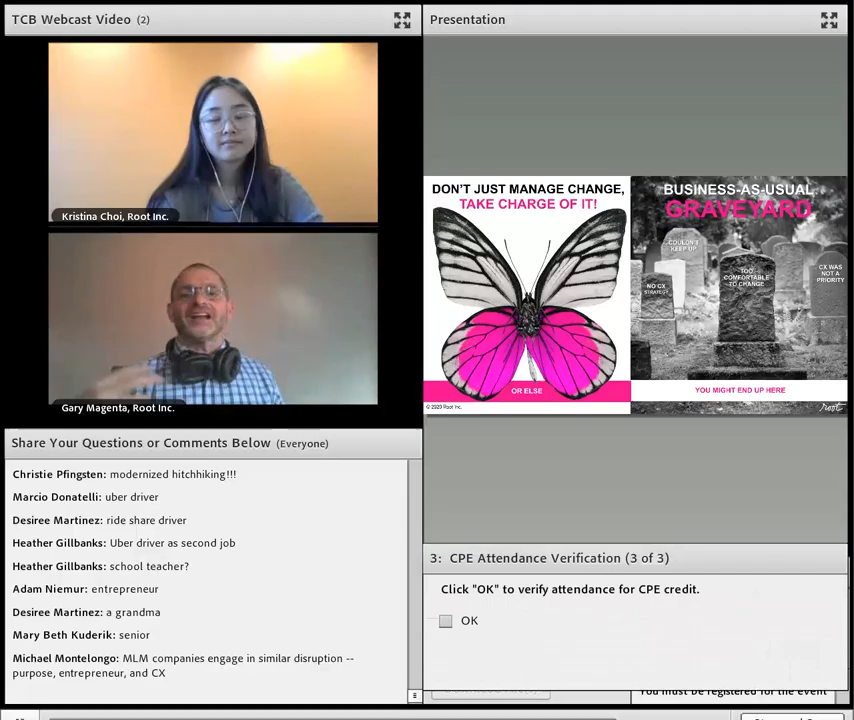 TCB Webcast Video (2)
Kristina Choi, Root Inc.
Gary Magenta, Root Inc.
Share Your Questions or Comments Below (Everyone)
Christie Pfingsten: modernized hitchhiking!!!
Marcio Donatelli: uber driver
Desiree Martinez: ride share driver
Heather Gillbanks: Uber driver as second job
Heather Gillbanks: school teacher?
Adam Niemur: entrepreneur
Desiree Martinez: a grandma
Mary Beth Kuderik: senior
Michael Montelongo: MLM companies engage in similar disruption --
purpose, entrepreneur, and CX
Presentation
DON'T JUST MANAGE CHANGE,
TAKE CHARGE OF IT!
OR ELSE
© 2020 Root Inc.
BUSINESS-AS-USUAL
GRAVEYARD
COULDN'T
KEEP UP
NO CX
STRATEGY
TOO
COMFORTABLE
TO CHANGE
CX WAS
NOT A
PRIORITY
YOU MIGHT END UP HERE
root
3: CPE Attendance Verification (3 of 3)
Click "OK" to verify attendance for CPE credit.
OK
You must be registered for the event